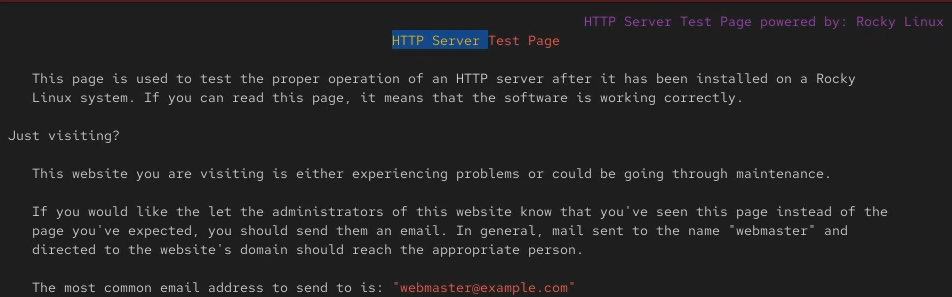 HTTP Server Test Page powered by: Rocky Linux
HTTP Server Test Page
This page is used to test the proper operation of an HTTP server after it has been installed on a Rocky
Linux system. If you can read this page, it means that the software is working correctly.
Just visiting?
This website you are visiting is either experiencing problems or could be going through maintenance.
If you would like the let the administrators of this website know that you've seen this page instead of the
page you've expected, you should send them an email. In general, mail sent to the name "webmaster" and
directed to the website's domain should reach the appropriate person.
The most common email address to send to is: "webmaster@example.com"